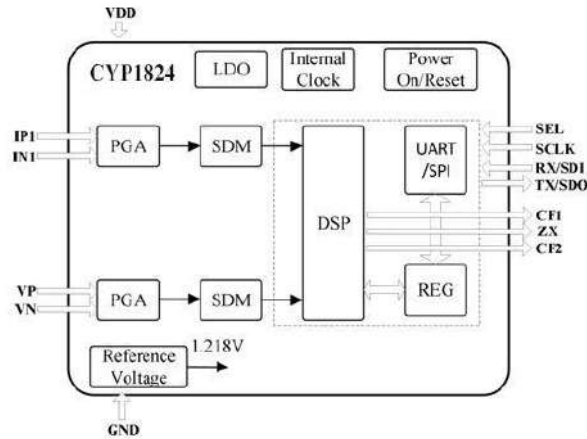 VDD
CYP1824
LDO
Internal
Clock
Power
On/Reset
IP1
IN1
PGA
SDM
DSP
UART
/SPI
SEL
SCLK
RX/SDI
TX/SDO
CF1
ZX
CF2
VP
VN
PGA
SDM
REG
Reference
Voltage
1.218V
GND